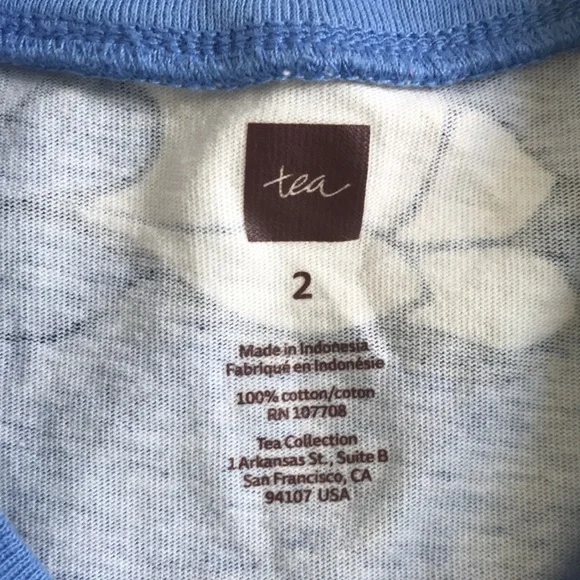 tea
2
Made in Indonesia
Fabriqué en Indonésie
100% cotton/coton
RN 107708
Tea Collection
1 Arkansas St., Suite B
San Francisco, CA
94107 USA